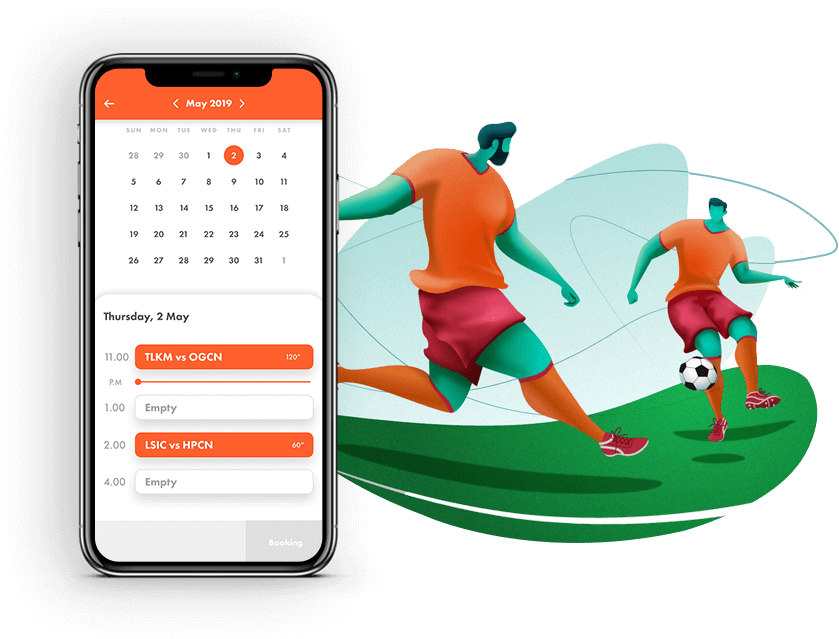 May 2019
SUN MON TUE WED THU FRI SAT
28 29 30 1 2 3 4
5 6 7 8 9 10 11
12 13 14 15 16 17 18
19 20 21 22 23 24 25
26 27 28 29 30 31 1
Thursday, 2 May
11.00 TLKM vs OGCN 120"
P.M
1.00 Empty
2.00 LSIC vs HPCN 60"
4.00 Empty
Booking